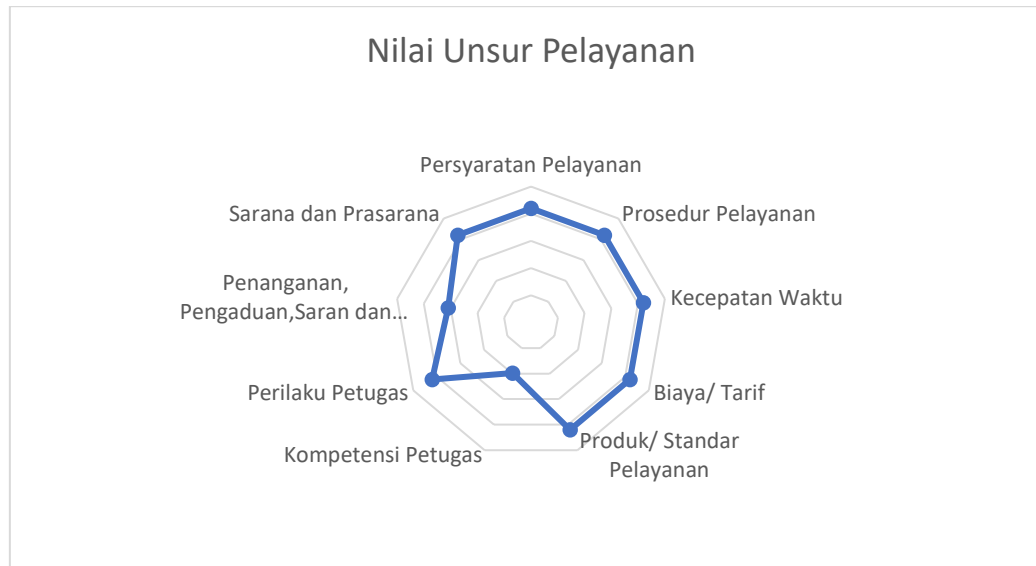 Nilai Unsur Pelayanan
Persyaratan Pelayanan
Prosedur Pelayanan
Kecepatan Waktu
Biaya/ Tarif
Produk/ Standar
Pelayanan
Kompetensi Petugas
Perilaku Petugas
Penanganan,
Pengaduan,Saran dan…
Sarana dan Prasarana